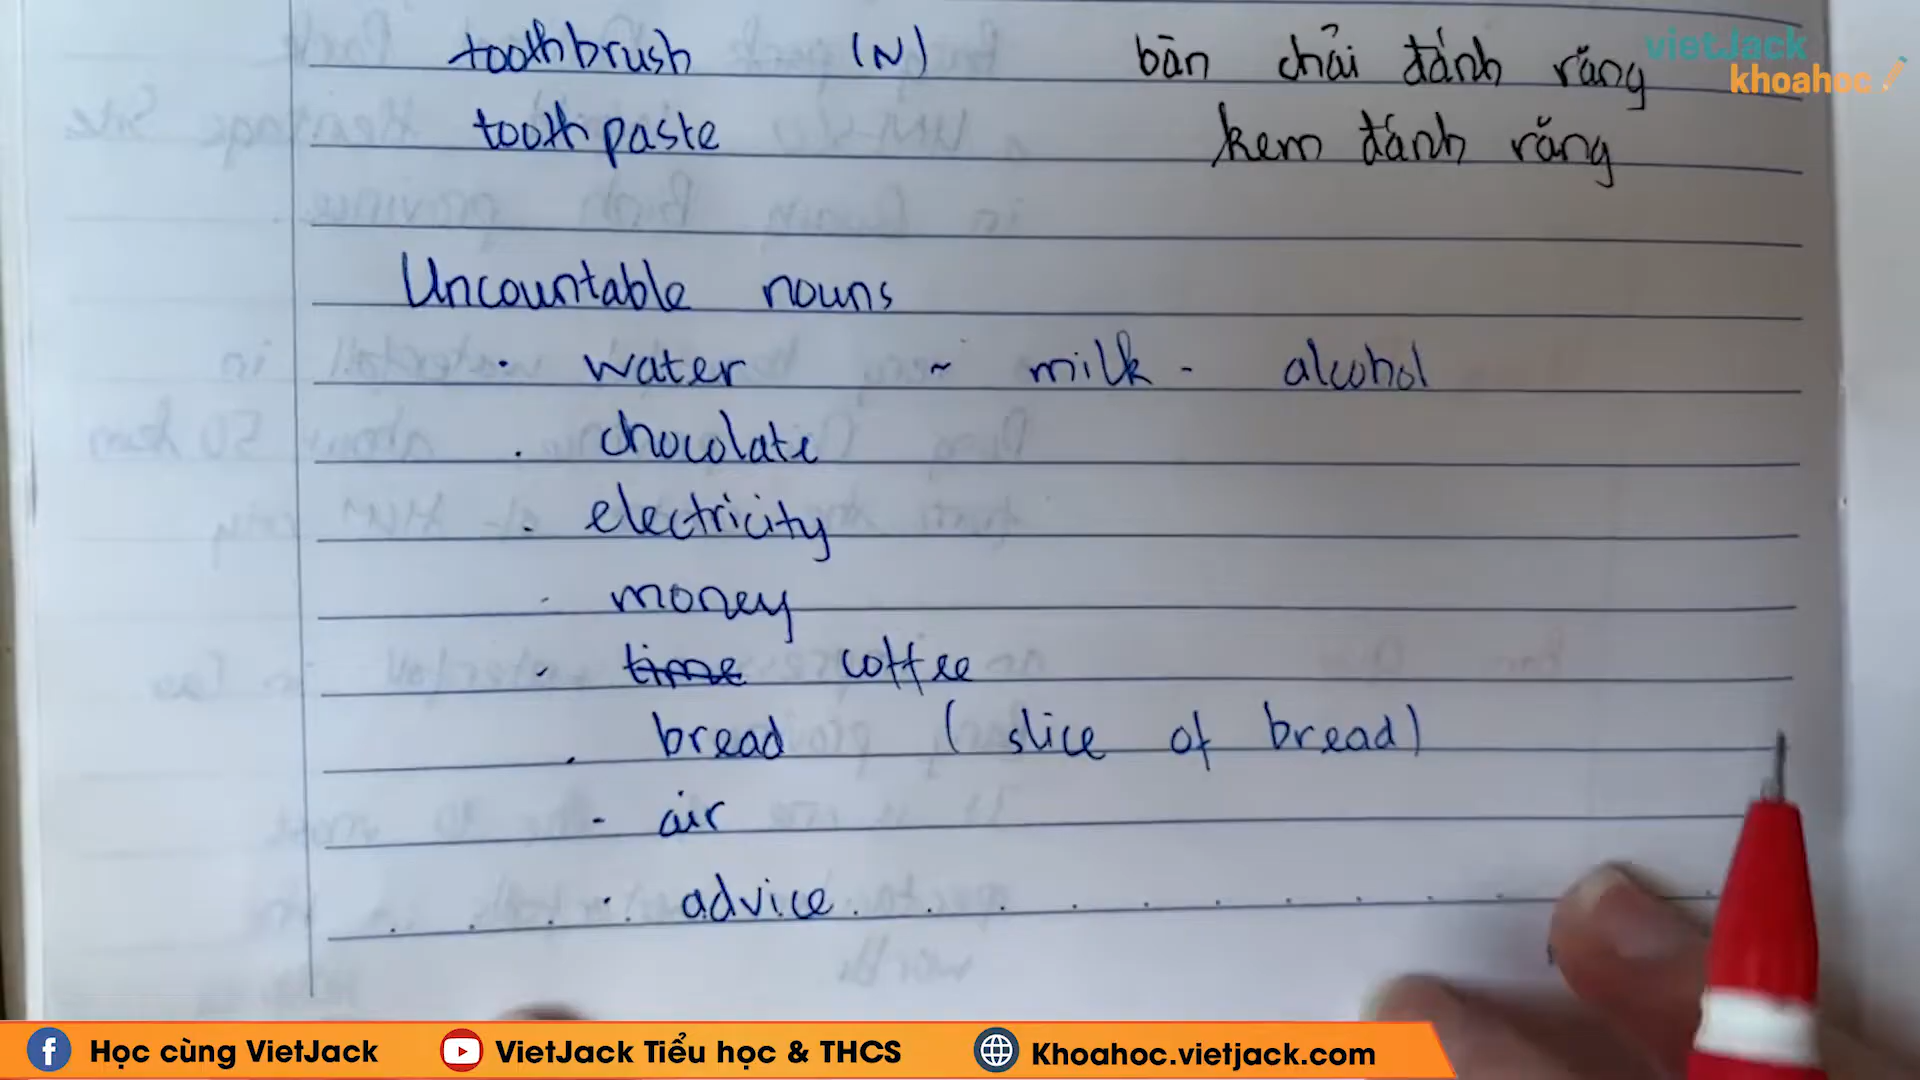 toothbrush (N) bàn chải đánh răng
toothpaste kem đánh răng
Uncountable nouns
· water ~ milk - alcohol
. chocolate
. electricity
- money
- time coffee
. bread (slice of bread)
- air
· advice
vietJack
khoahoc
Học cùng VietJack
VietJack Tiểu học & THCS
Khoahoc.vietjack.com